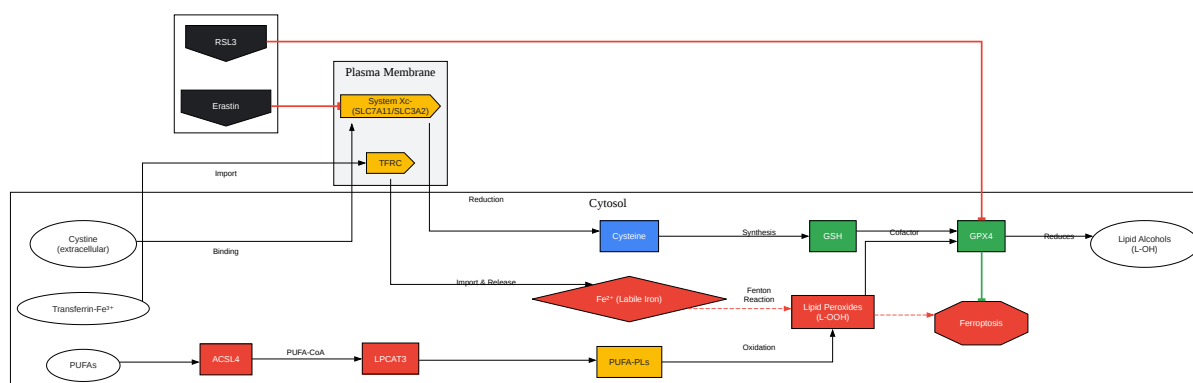 RSL3
Plasma Membrane
Erastin
System Xc-
(SLC7A11/SLC3A2)
TFRC
Import
Reduction
Cytosol
Cystine
(extracellular)
Binding
Cysteine
Synthesis
GSH
Cofactor
GPX4
Reduces
Lipid Alcohols
(L-OH)
Import & Release
Transferrin-Fe³⁺
Fe²⁺ (Labile Iron)
Fenton
Reaction
Lipid Peroxides
(L-OOH)
Ferroptosis
PUFAs
ACSL4
PUFA-CoA
LPCAT3
PUFA-PLs
Oxidation